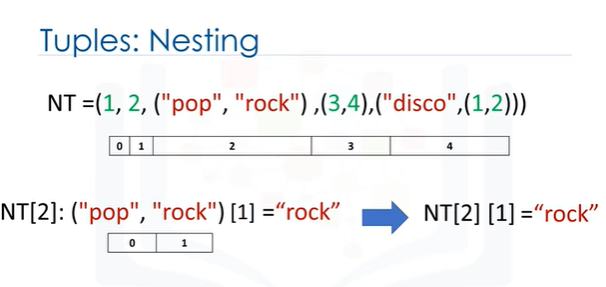 Tuples: Nesting
NT =(1, 2, ("pop", "rock") ,(3,4),("disco",(1,2)))
0 1 2 3 4
NT[2]: ("pop", "rock") [1] =“rock” NT[2] [1] =“rock”
0 1